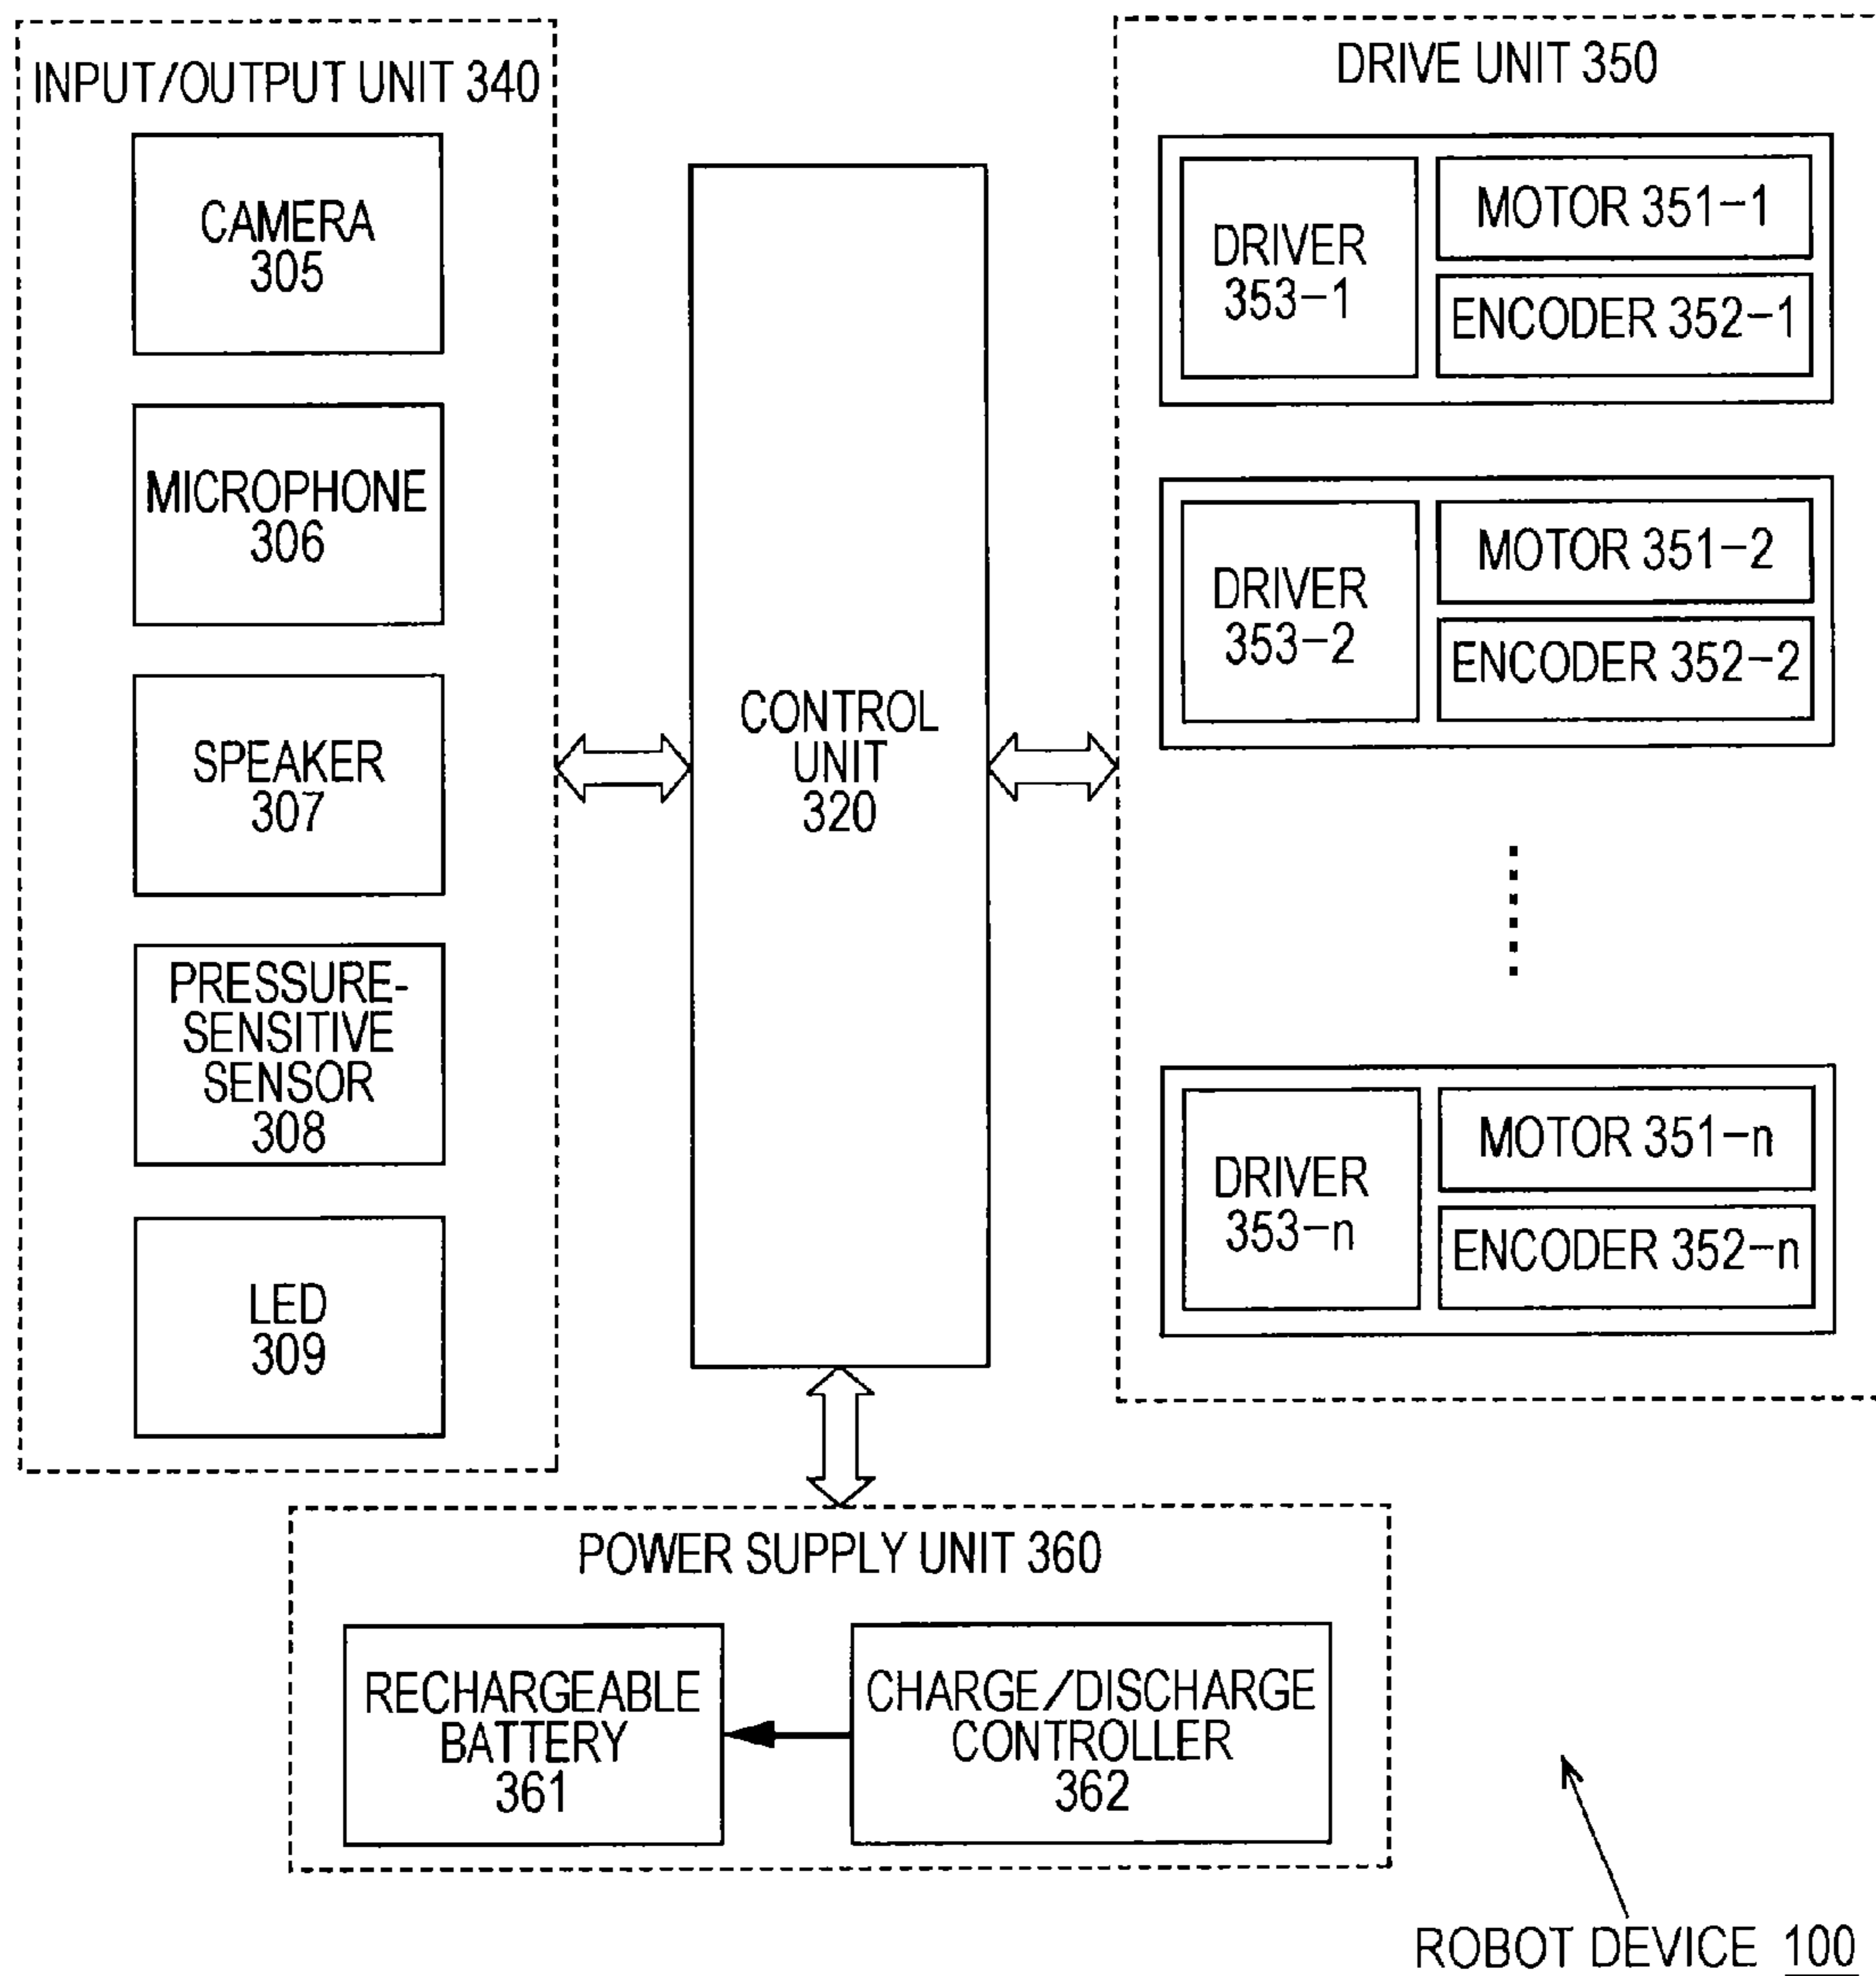 INPUT/OUTPUT UNIT 340
CAMERA
305
MICROPHONE
306
SPEAKER
307
PRESSURE-
SENSITIVE
SENSOR
308
LED
309
CONTROL
UNIT
320
DRIVE UNIT 350
DRIVER
353-1
MOTOR 351-1
ENCODER 352-1
DRIVER
353-2
MOTOR 351-2
ENCODER 352-2
DRIVER
353-n
MOTOR 351-n
ENCODER 352-n
POWER SUPPLY UNIT 360
RECHARGEABLE
BATTERY
361
CHARGE/DISCHARGE
CONTROLLER
362
ROBOT DEVICE 100